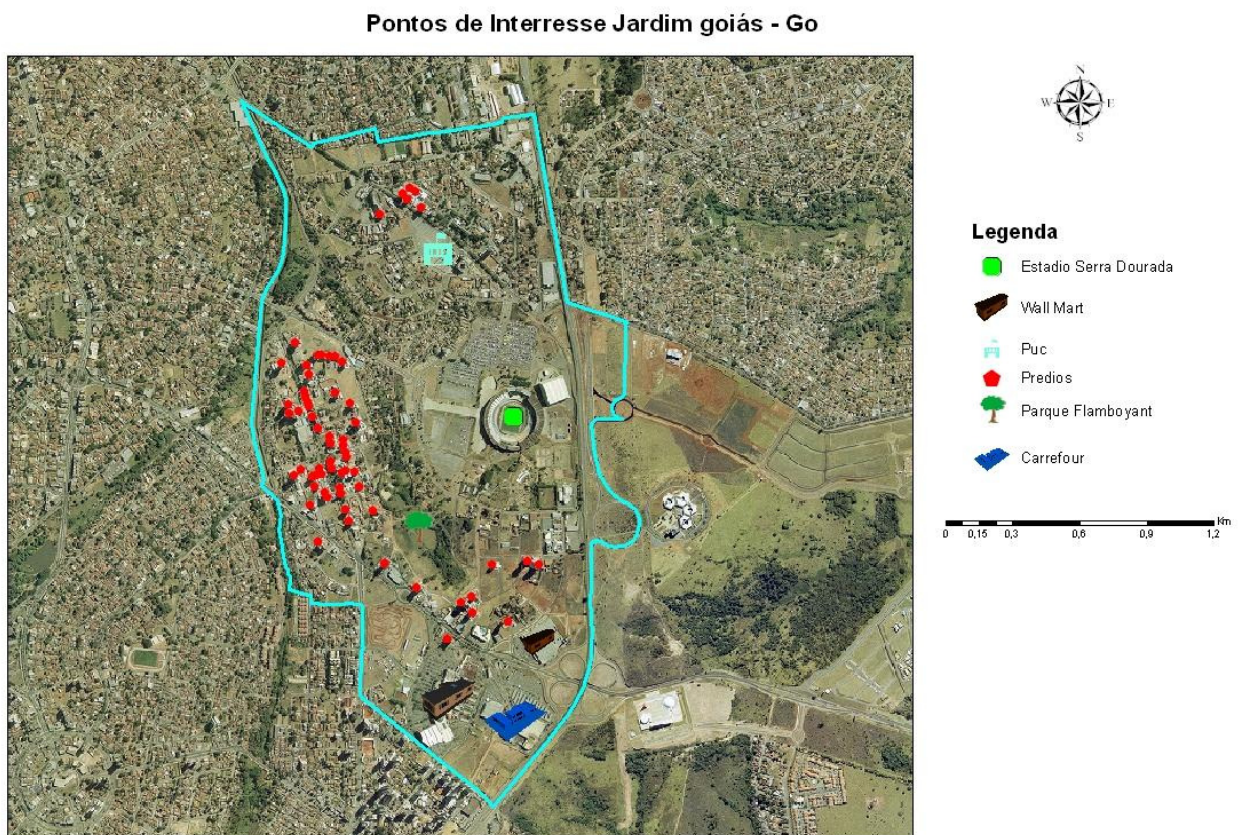 Pontos de Interresse Jardim goiás - Go
N
W E
S
Legenda
Estadio Serra Dourada
Wall Mart
Puc
Predios
Parque Flamboyant
Carrefour
Km
0 0,15 0,3 0,6 0,9 1,2